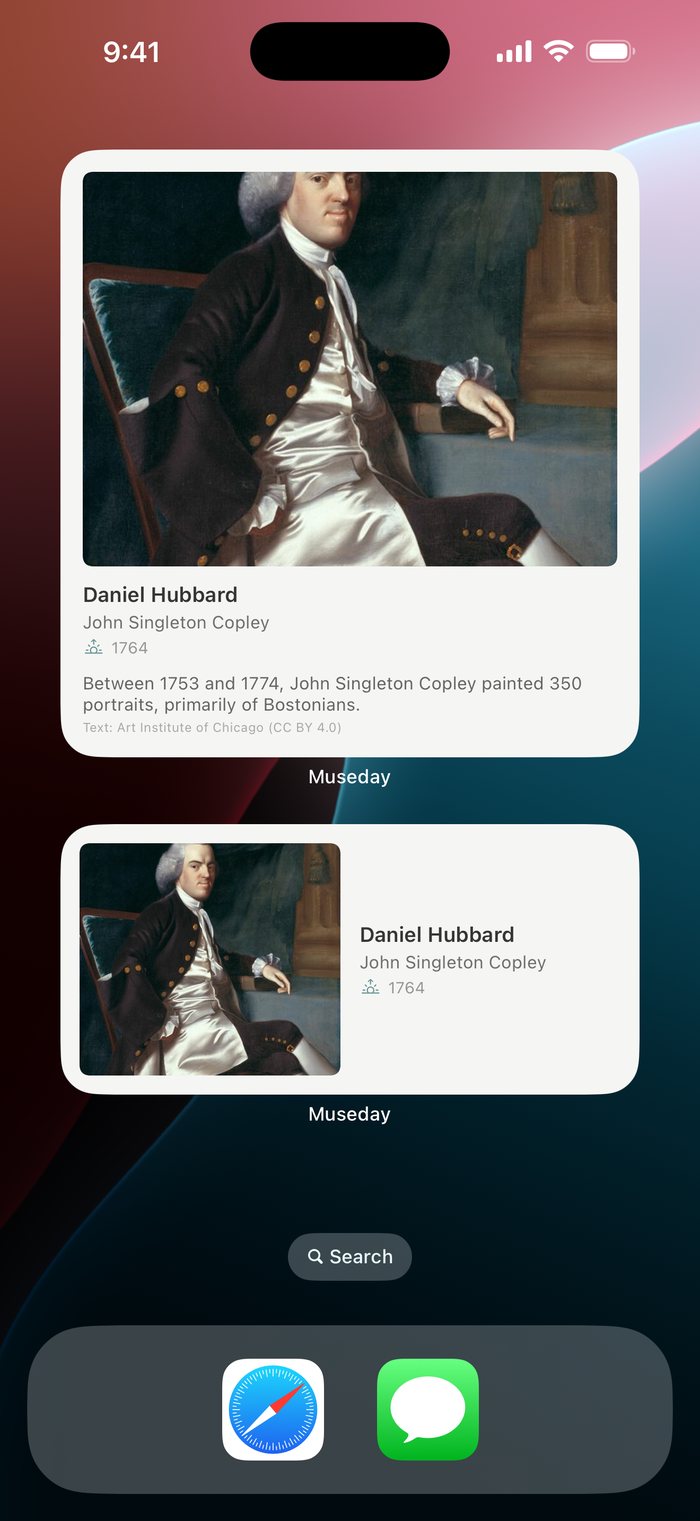 9:41
Daniel Hubbard
John Singleton Copley
1764
Between 1753 and 1774, John Singleton Copley painted 350
portraits, primarily of Bostonians.
Text: Art Institute of Chicago (CC BY 4.0)
Museday
Daniel Hubbard
John Singleton Copley
1764
Museday
Search